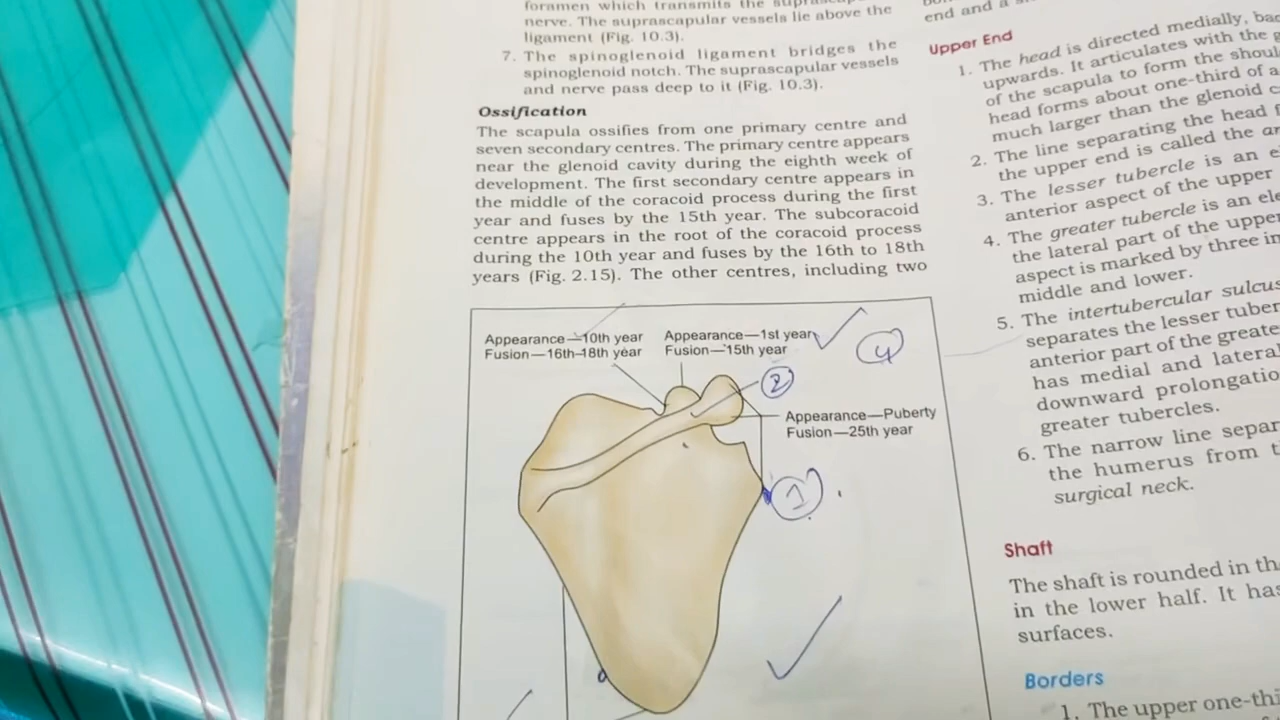 foramen which transmits the
nerve. The suprascapular vessels lie above the
ligament (Fig. 10.3).
7. The spinoglenoid ligament bridges the
spinoglenoid notch. The suprascapular vessels
and nerve pass deep to it (Fig. 10.3).
Ossification
The scapula ossifies from one primary centre and
seven secondary centres. The primary centre appears
near the glenoid cavity during the eighth week of
development. The first secondary centre appears in
the middle of the coracoid process during the first
year and fuses by the 15th year. The subcoracoid
centre appears in the root of the coracoid process
during the 10th year and fuses by the 16th to 18th
years (Fig. 2.15). The other centres, including two
Appearance—10th year
Fusion—16th-18th year
Appearance—1st year
Fusion—15th year
4
2
Appearance—Puberty
Fusion—25th year
1
end and a
Upper End
1. The head is directed medially,
upwards. It articulates with the
of the scapula to form the
head forms about one-third of a
much larger than the glenoid
2. The line separating the head
the upper end is called the
3. The lesser tubercle is an
anterior aspect of the upper
4. The greater tubercle is an
the lateral part of the upper
aspect is marked by three
middle and lower.
5. The intertubercular sulcus
separates the lesser
anterior part of the
has medial and lateral
downward
greater tubercles.
6. The narrow line
the humerus from
surgical neck.
Shaft
The shaft is rounded in
in the lower half. It has
surfaces.
Borders
1. The upper